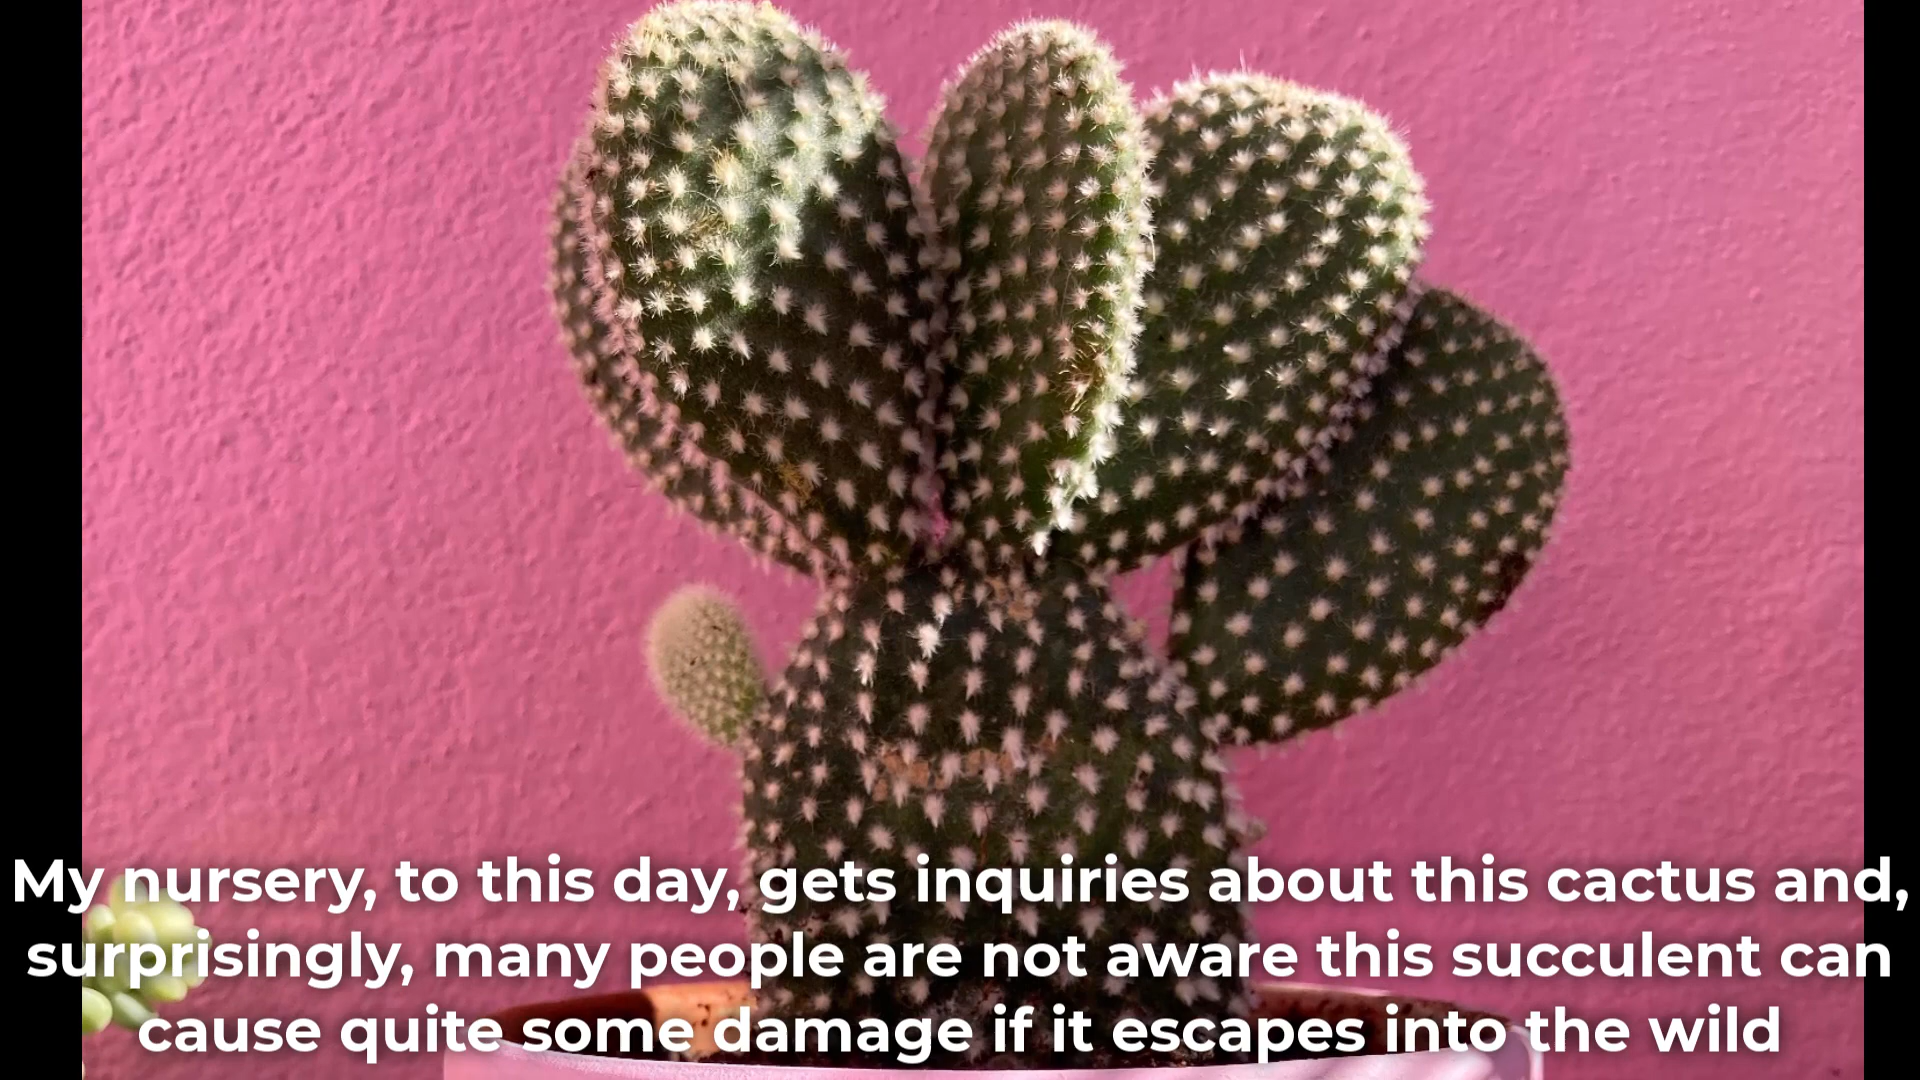 My nursery, to this day, gets inquiries about this cactus and,
surprisingly, many people are not aware this succulent can
cause quite some damage if it escapes into the wild